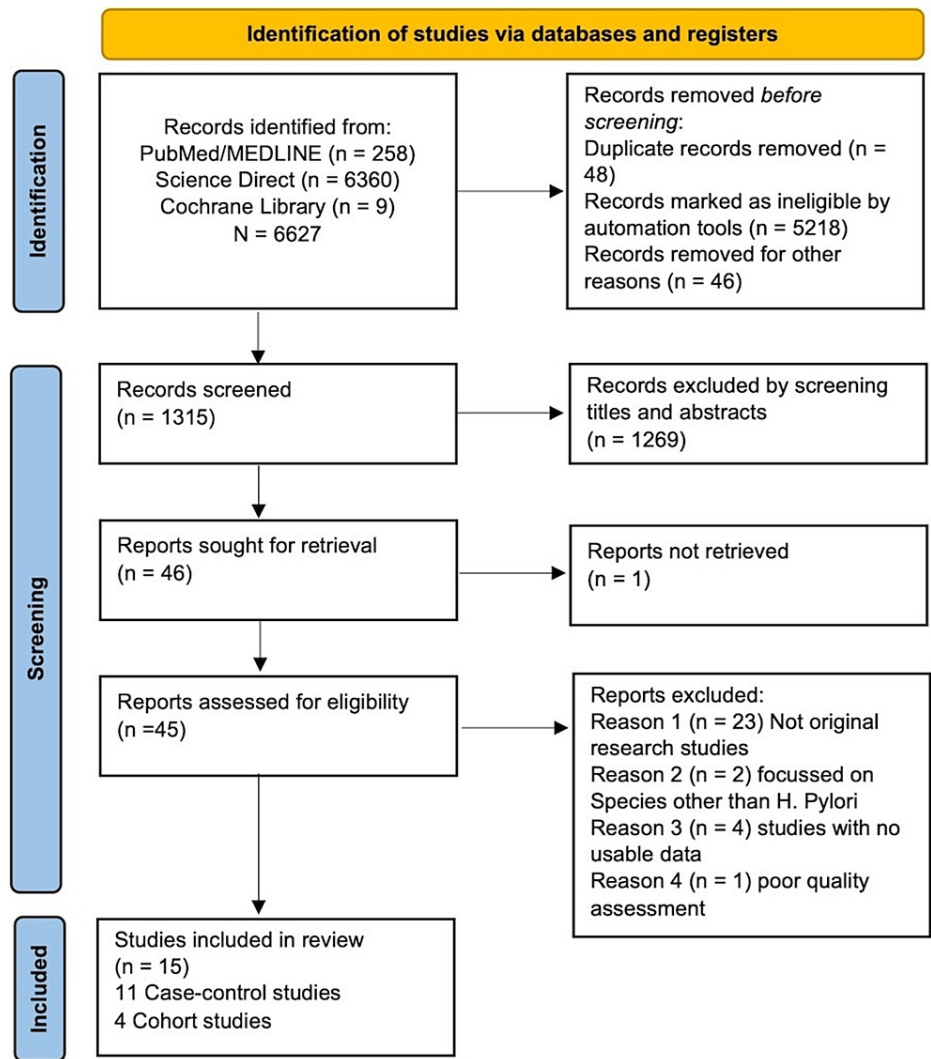 Identification of studies via databases and registers
Identification
Records identified from:
PubMed/MEDLINE (n = 258)
Science Direct (n = 6360)
Cochrane Library (n = 9)
N = 6627
Records removed before
screening:
Duplicate records removed (n =
48)
Records marked as ineligible by
automation tools (n = 5218)
Records removed for other
reasons (n = 46)
Screening
Records screened
(n = 1315)
Records excluded by screening
titles and abstracts
(n = 1269)
Reports sought for retrieval
(n = 46)
Reports not retrieved
(n = 1)
Reports assessed for eligibility
(n =45)
Reports excluded:
Reason 1 (n = 23) Not original
research studies
Reason 2 (n = 2) focussed on
Species other than H. Pylori
Reason 3 (n = 4) studies with no
usable data
Reason 4 (n = 1) poor quality
assessment
Included
Studies included in review
(n = 15)
11 Case-control studies
4 Cohort studies